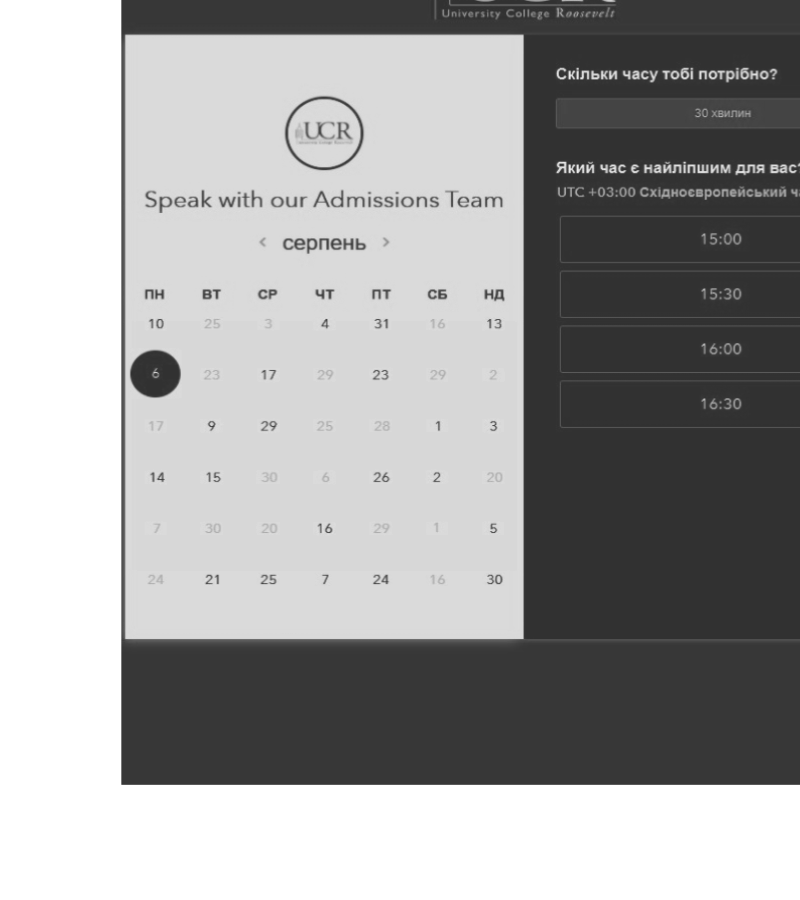 University College Roosevelt
UCR
Speak with our Admissions Team
< серпень >
ПН ВТ СР ЧТ ПТ СБ НД
10 25 3 4 31 16 13
6 23 17 29 23 29 2
17 9 29 25 28 1 3
14 15 30 6 26 2 20
7 30 20 16 29 1 5
24 21 25 7 24 16 30
Скільки часу тобі потрібно?
30 хвилин
Який час є найліпшим для вас?
UTC +03:00 Східноєвропейський
15:00
15:30
16:00
16:30